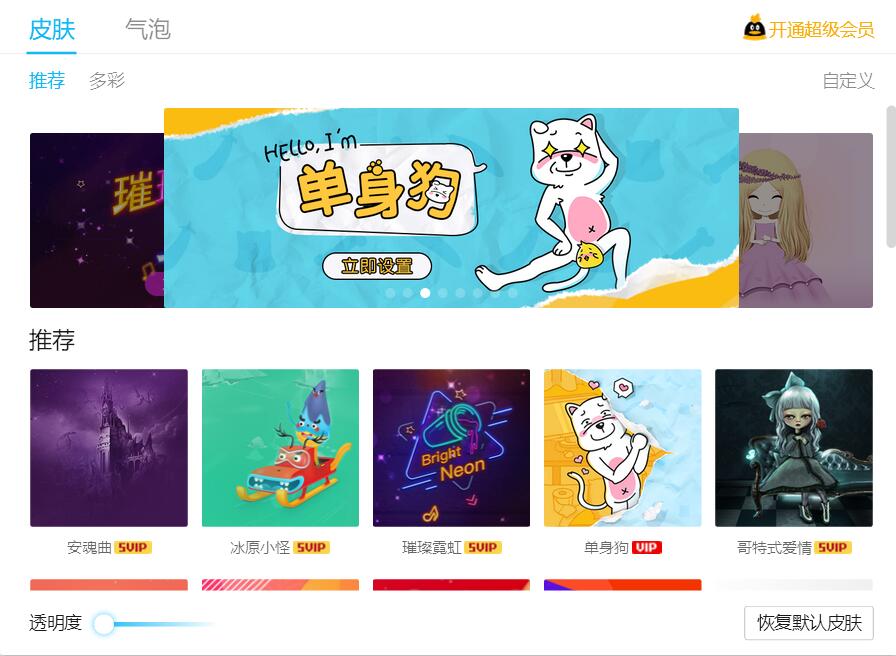 皮肤 气泡 开通超级会员
推荐 多彩 自定义
HELLO, I'm
单身狗
立即设置
推荐
Bright
Neon
安魂曲 SVIP 冰原小怪 SVIP 璀璨霓虹 SVIP 单身狗 VIP 哥特式爱情 SVIP
透明度 恢复默认皮肤